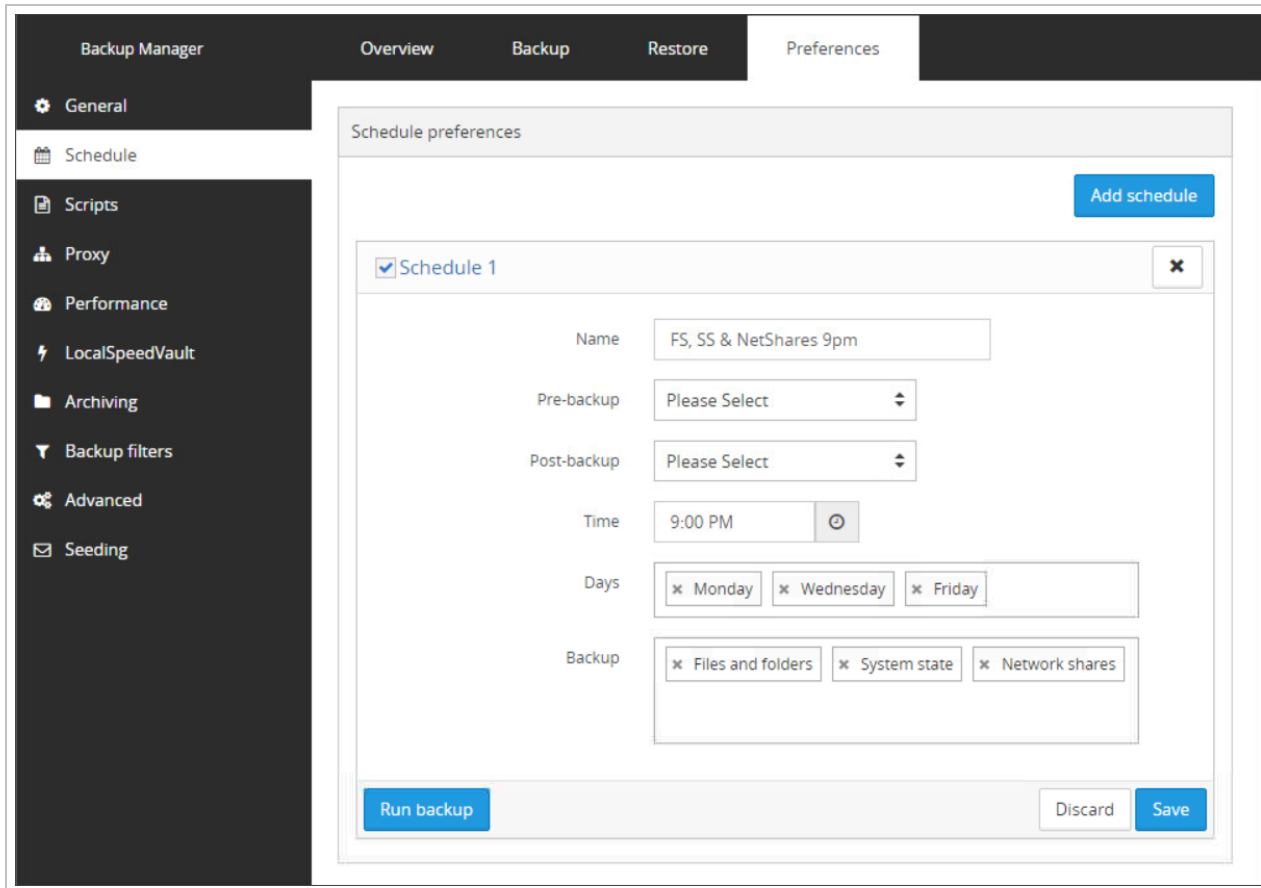 Backup Manager Overview Backup Restore Preferences
General
Schedule
Scripts
Proxy
Performance
LocalSpeedVault
Archiving
Backup filters
Advanced
Seeding
Schedule preferences
Add schedule
Schedule 1
Name FS, SS & NetShares 9pm
Pre-backup Please Select
Post-backup Please Select
Time 9:00 PM
Days Monday Wednesday Friday
Backup Files and folders System state Network shares
Run backup Discard Save